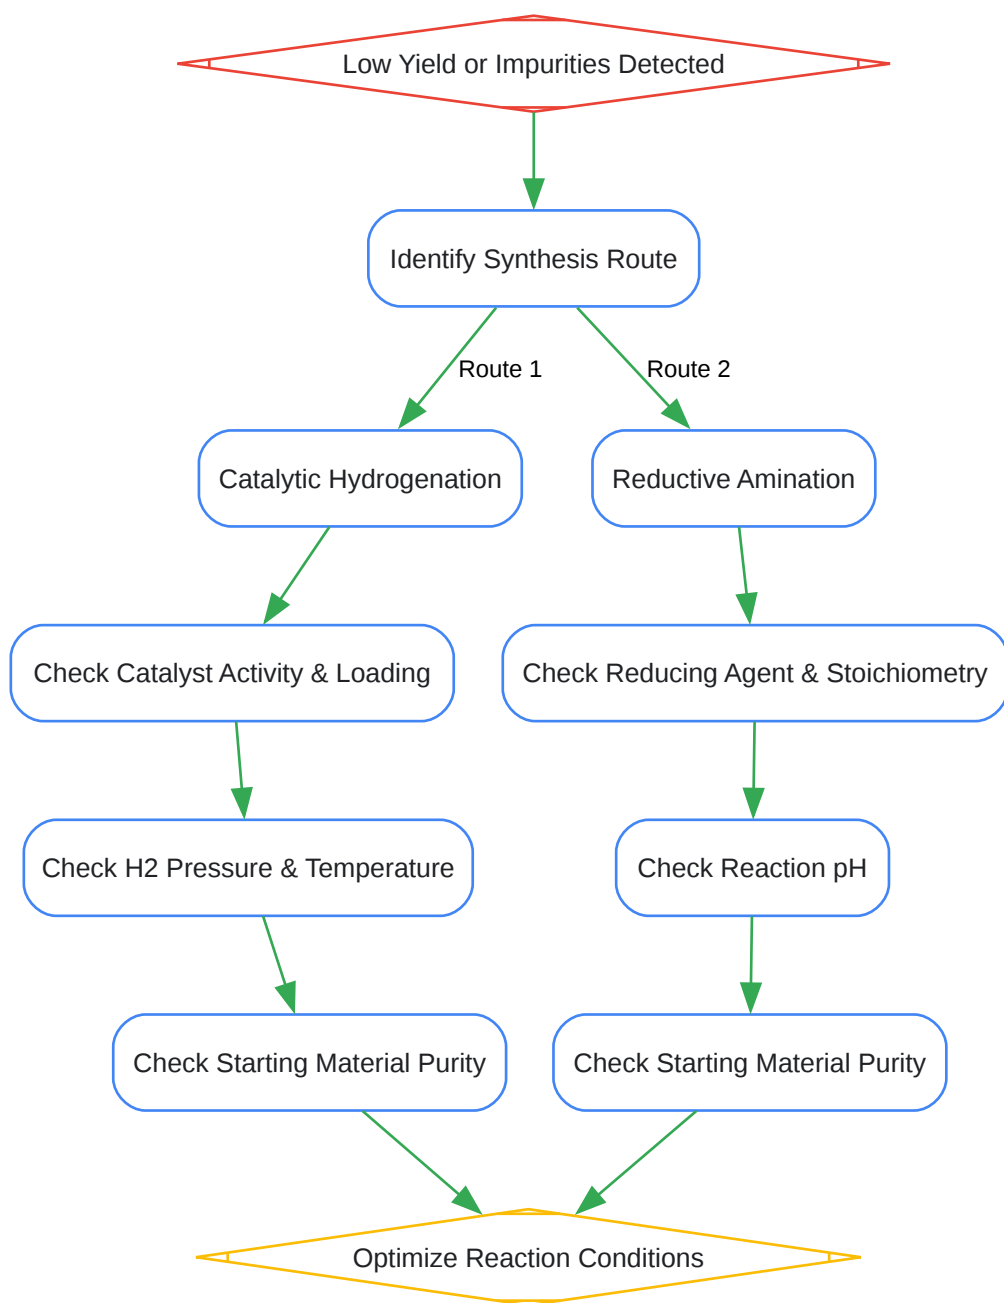 Low Yield or Impurities Detected
Identify Synthesis Route
Route 1
Route 2
Catalytic Hydrogenation
Reductive Amination
Check Catalyst Activity & Loading
Check Reducing Agent & Stoichiometry
Check H2 Pressure & Temperature
Check Reaction pH
Check Starting Material Purity
Check Starting Material Purity
Optimize Reaction Conditions